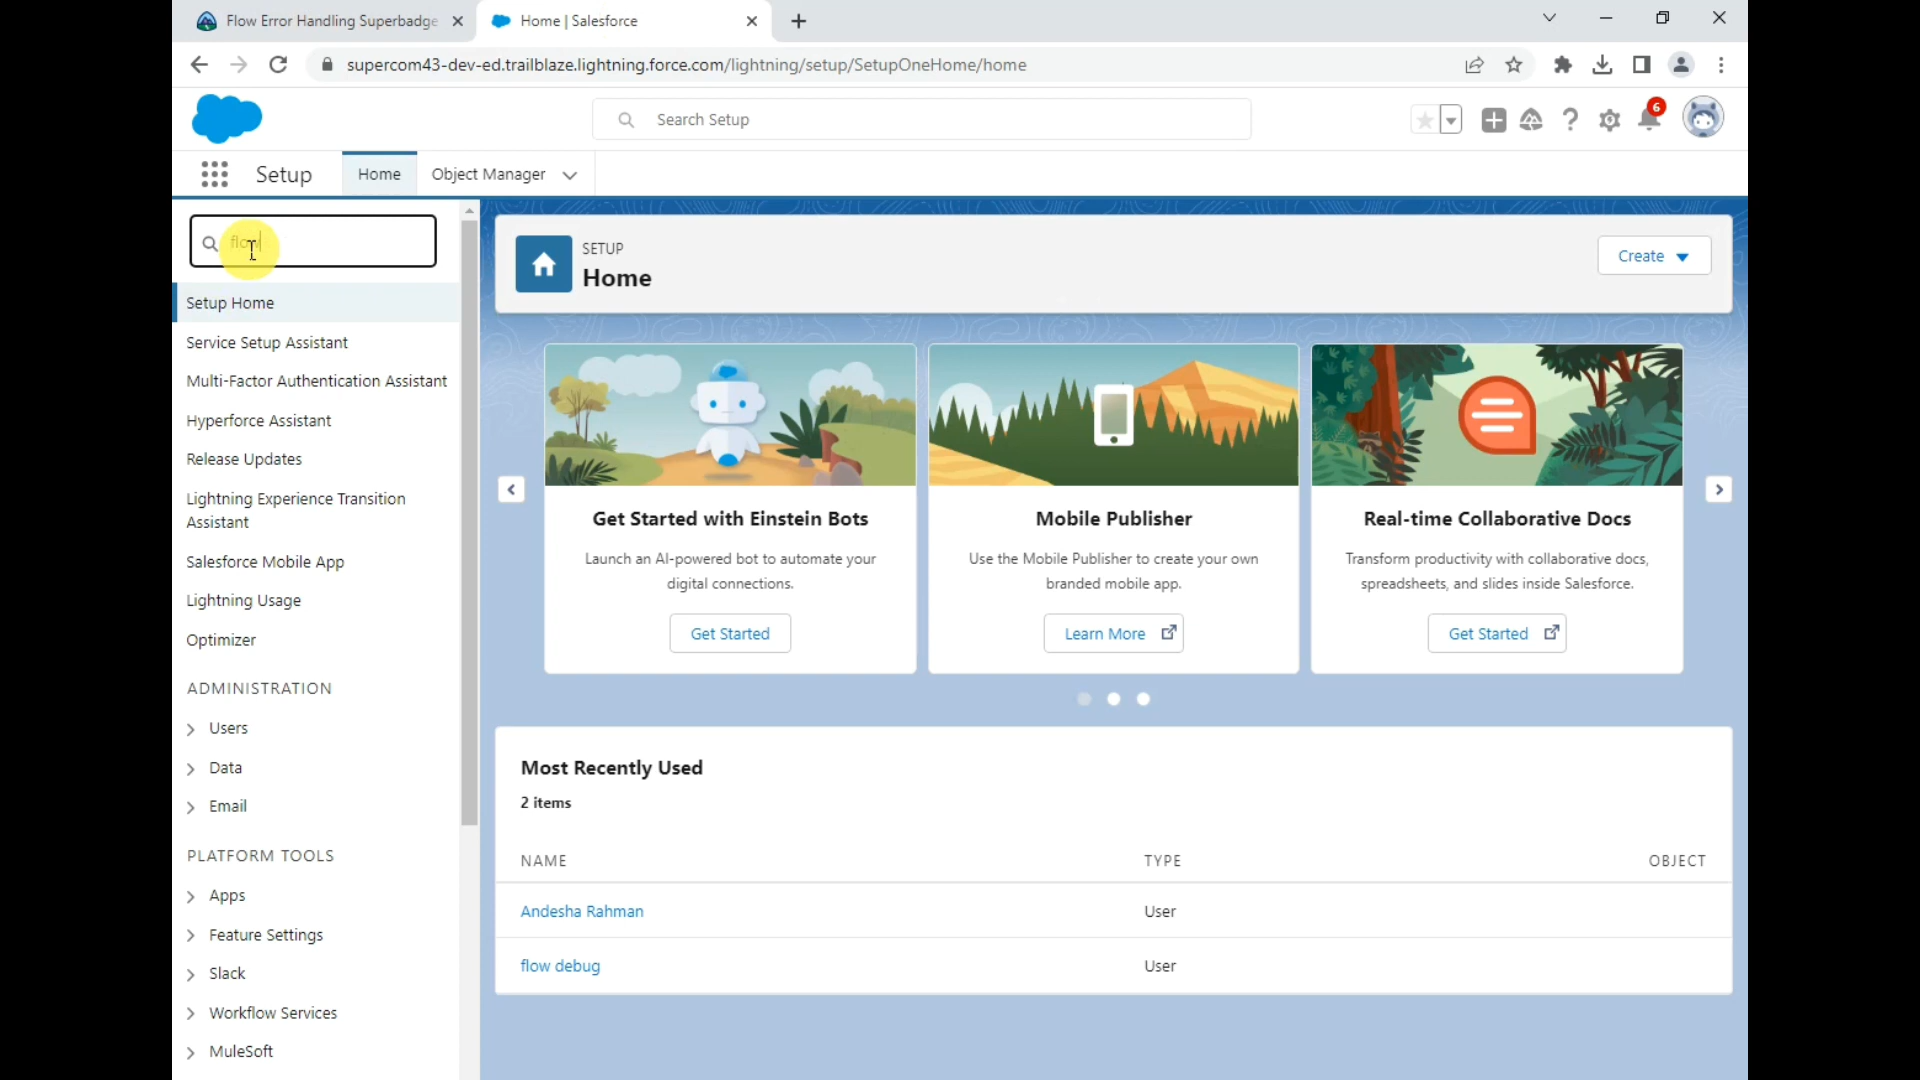 Flow Error Handling Superbadge
Home | Salesforce
supercom43-dev-ed.trailblaze.lightning.force.com/lightning/setup/SetupOneHome/home
Search Setup
6
Setup
Home
Object Manager
flow
Setup Home
Service Setup Assistant
Multi-Factor Authentication Assistant
Hyperforce Assistant
Release Updates
Lightning Experience Transition
Assistant
Salesforce Mobile App
Lightning Usage
Optimizer
ADMINISTRATION
Users
Data
Email
PLATFORM TOOLS
Apps
Feature Settings
Slack
Workflow Services
MuleSoft
SETUP
Home
Create
Get Started with Einstein Bots
Launch an AI-powered bot to automate your
digital connections.
Get Started
Mobile Publisher
Use the Mobile Publisher to create your own
branded mobile app.
Learn More
Real-time Collaborative Docs
Transform productivity with collaborative docs,
spreadsheets, and slides inside Salesforce.
Get Started
Most Recently Used
2 items
NAME TYPE OBJECT
Andesha Rahman User
flow debug User